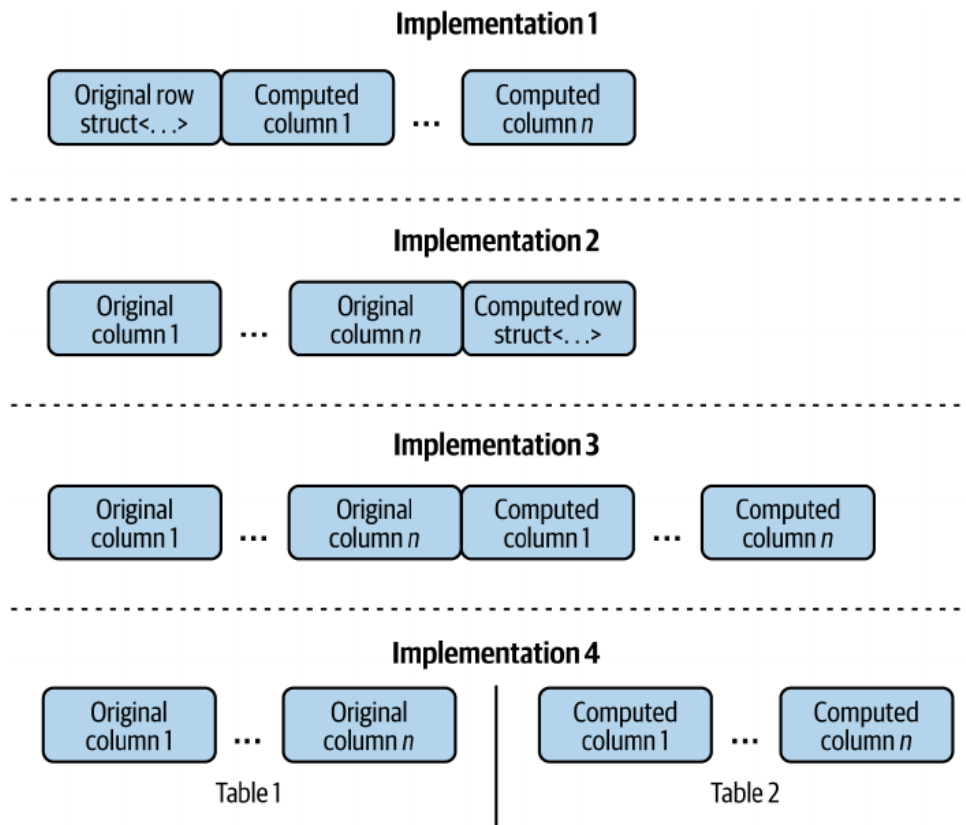 Implementation 1
Original row
struct<...>
Computed
column 1
...
Computed
column n
Implementation 2
Original
column 1
...
Original
column n
Computed row
struct<...>
Implementation 3
Original
column 1
...
Original
column n
Computed
column 1
...
Computed
column n
Implementation 4
Original
column 1
...
Original
column n
Table 1
Computed
column 1
...
Computed
column n
Table 2